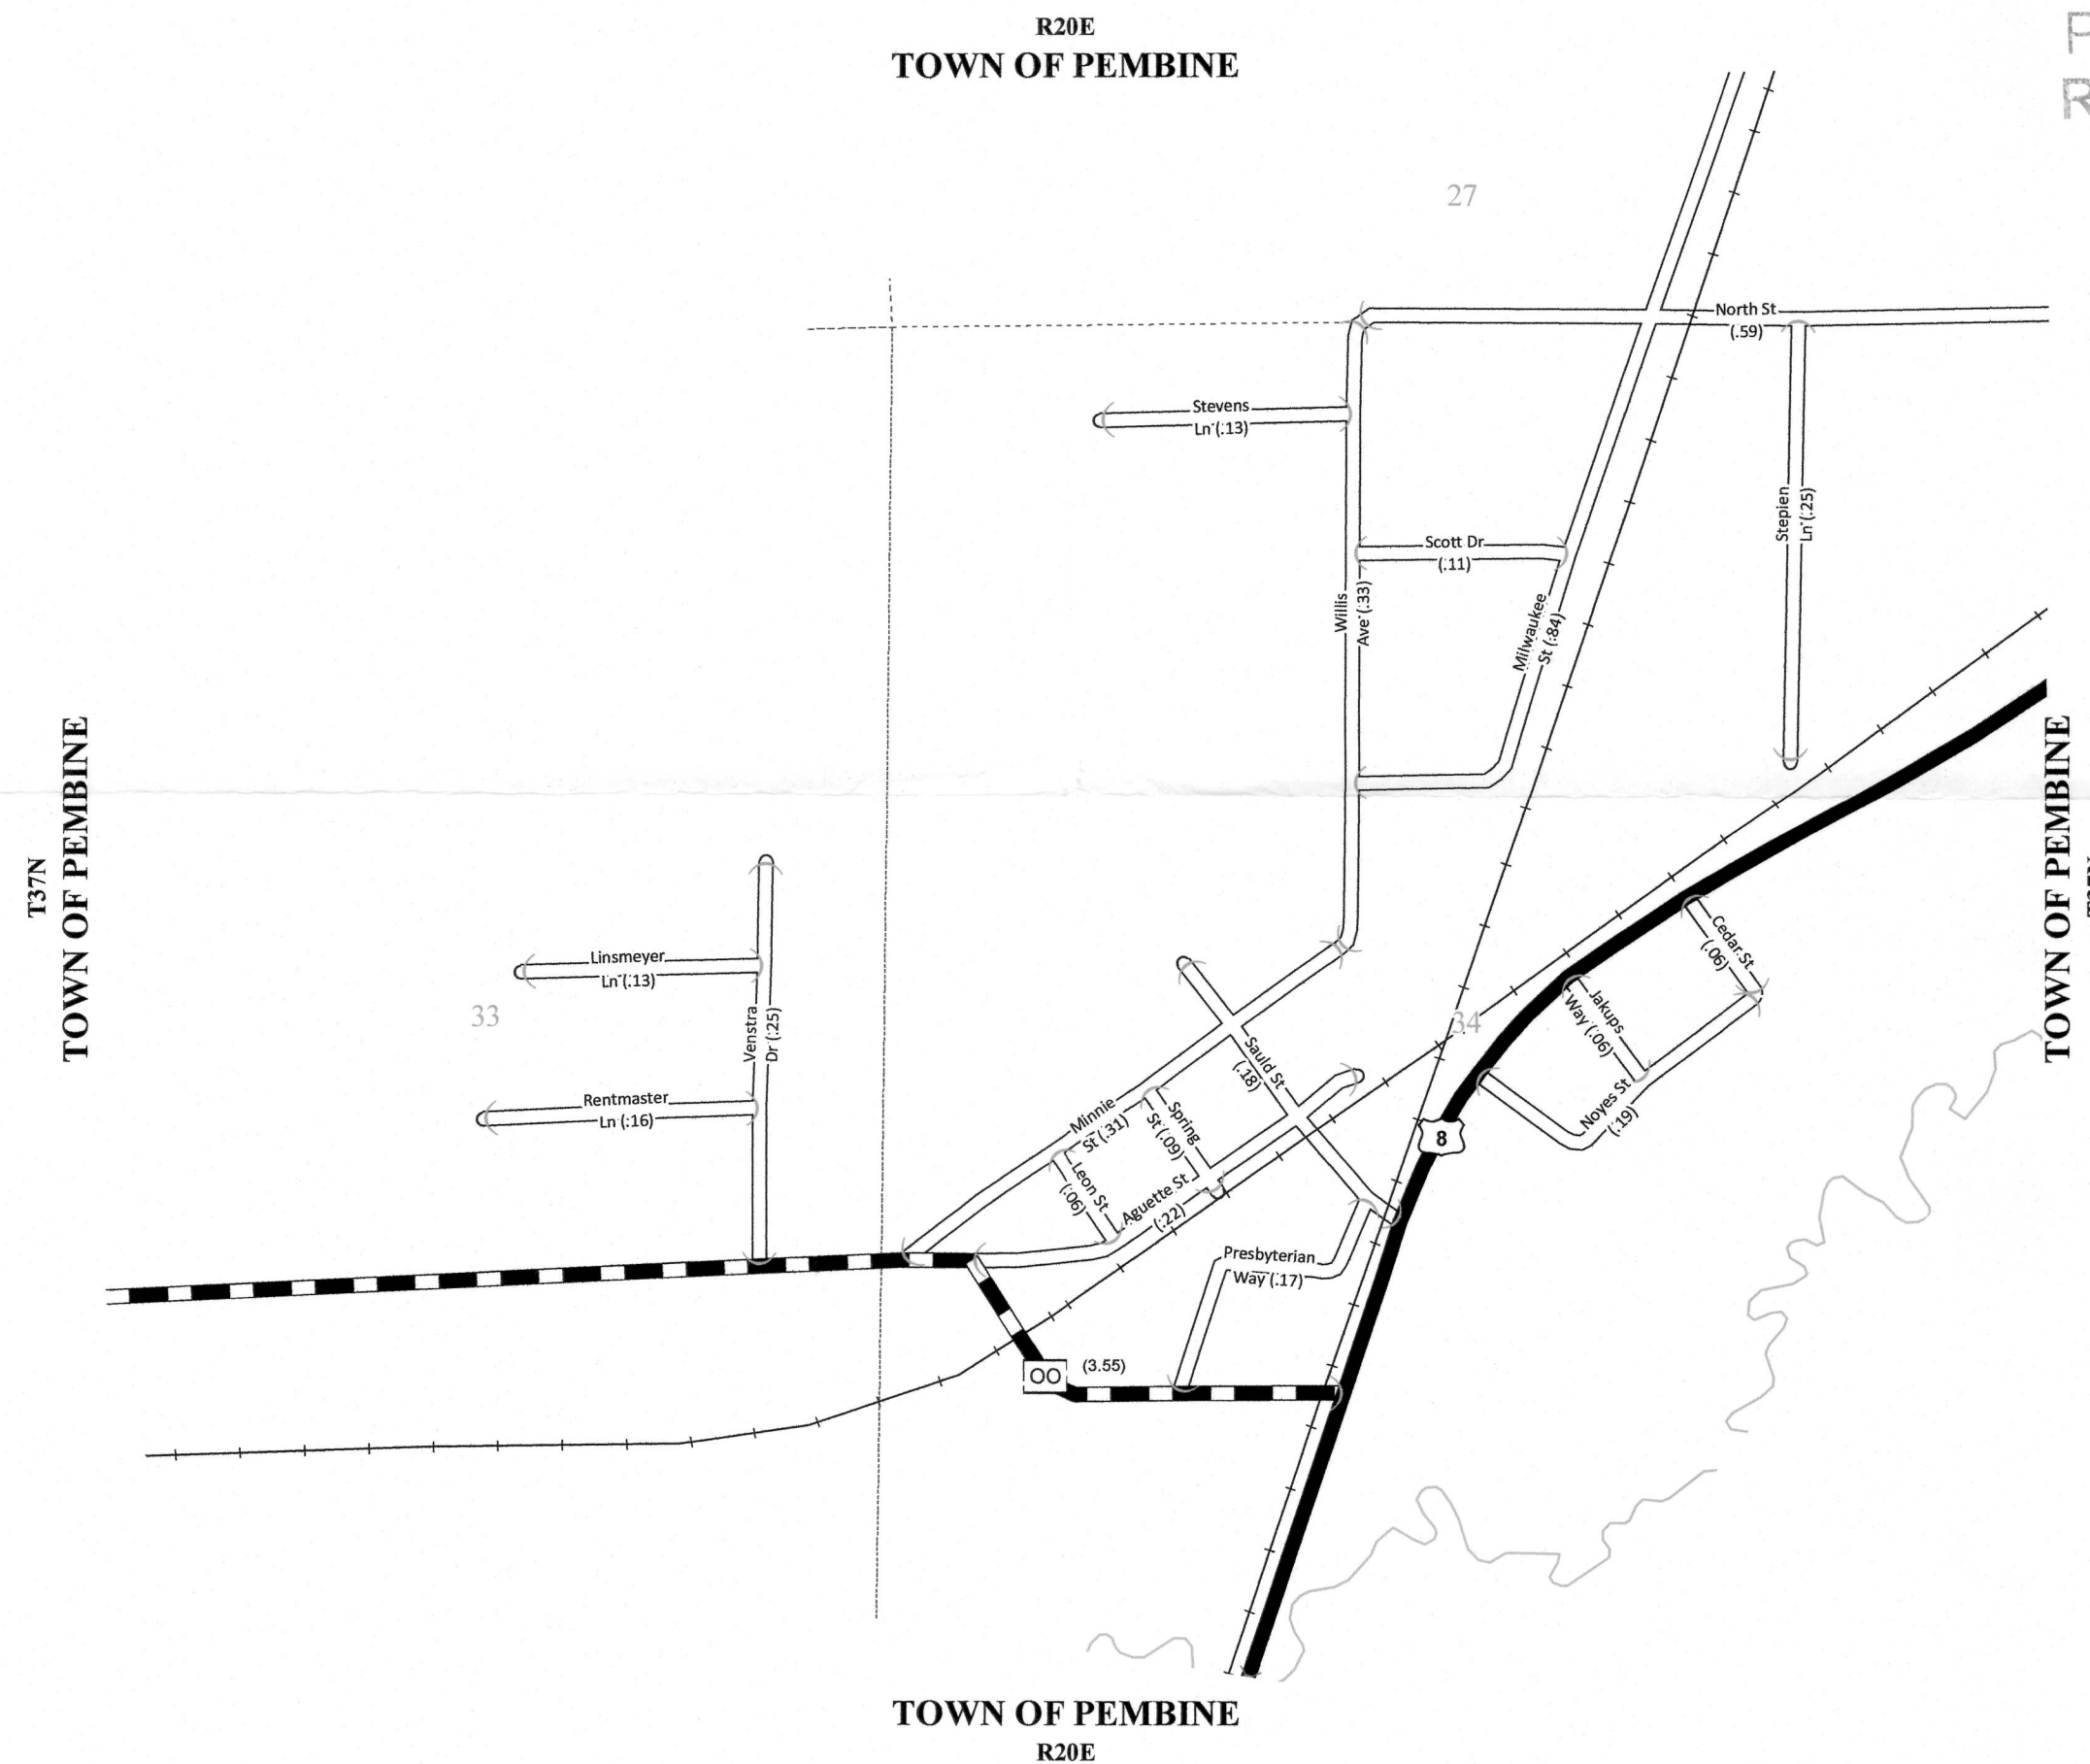 R20E
TOWN OF PEMBINE
27
North St
(.59)
Stevens
Ln (.13)
Stepien
Ln (.25)
Scott Dr
(.11)
Willis
Ave (.33)
Milwaukee
St (.84)
T37N
TOWN OF PEMBINE
TOWN OF PEMBINE
Cedar St
(.06)
Linsmeyer
Ln (.13)
33
34
Venstra
Dr (.25)
Jakups
Way (.06)
Sauld St
(.18)
Rentmaster
Ln (.16)
Minnie
St (.31)
Spring
St (.09)
Noyes St
(.19)
8
Leon St
(.06)
Aguette St
(.22)
Presbyterian
Way (.17)
OO
(3.55)
TOWN OF PEMBINE
R20E